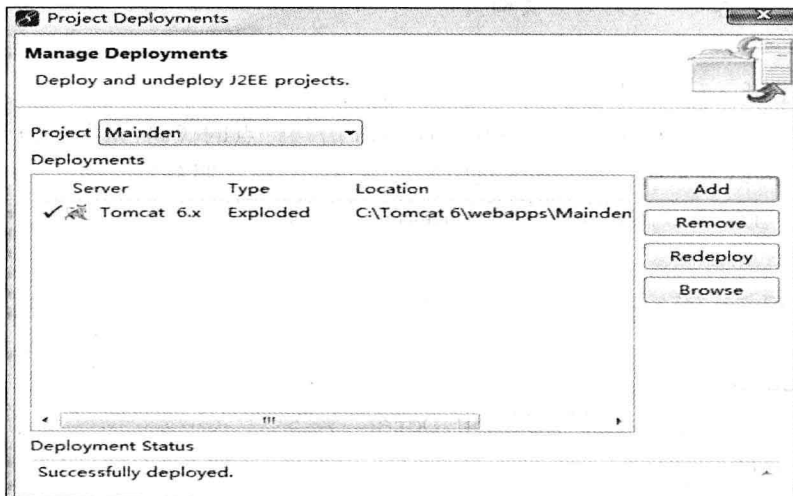 Project Deployments
Manage Deployments
Deploy and undeploy J2EE projects.
Project Mainden
Deployments
Server Type Location
Tomcat 6.x Exploded C:\Tomcat 6\webapps\Mainden
Add
Remove
Redeploy
Browse
Deployment Status
Successfully deployed.